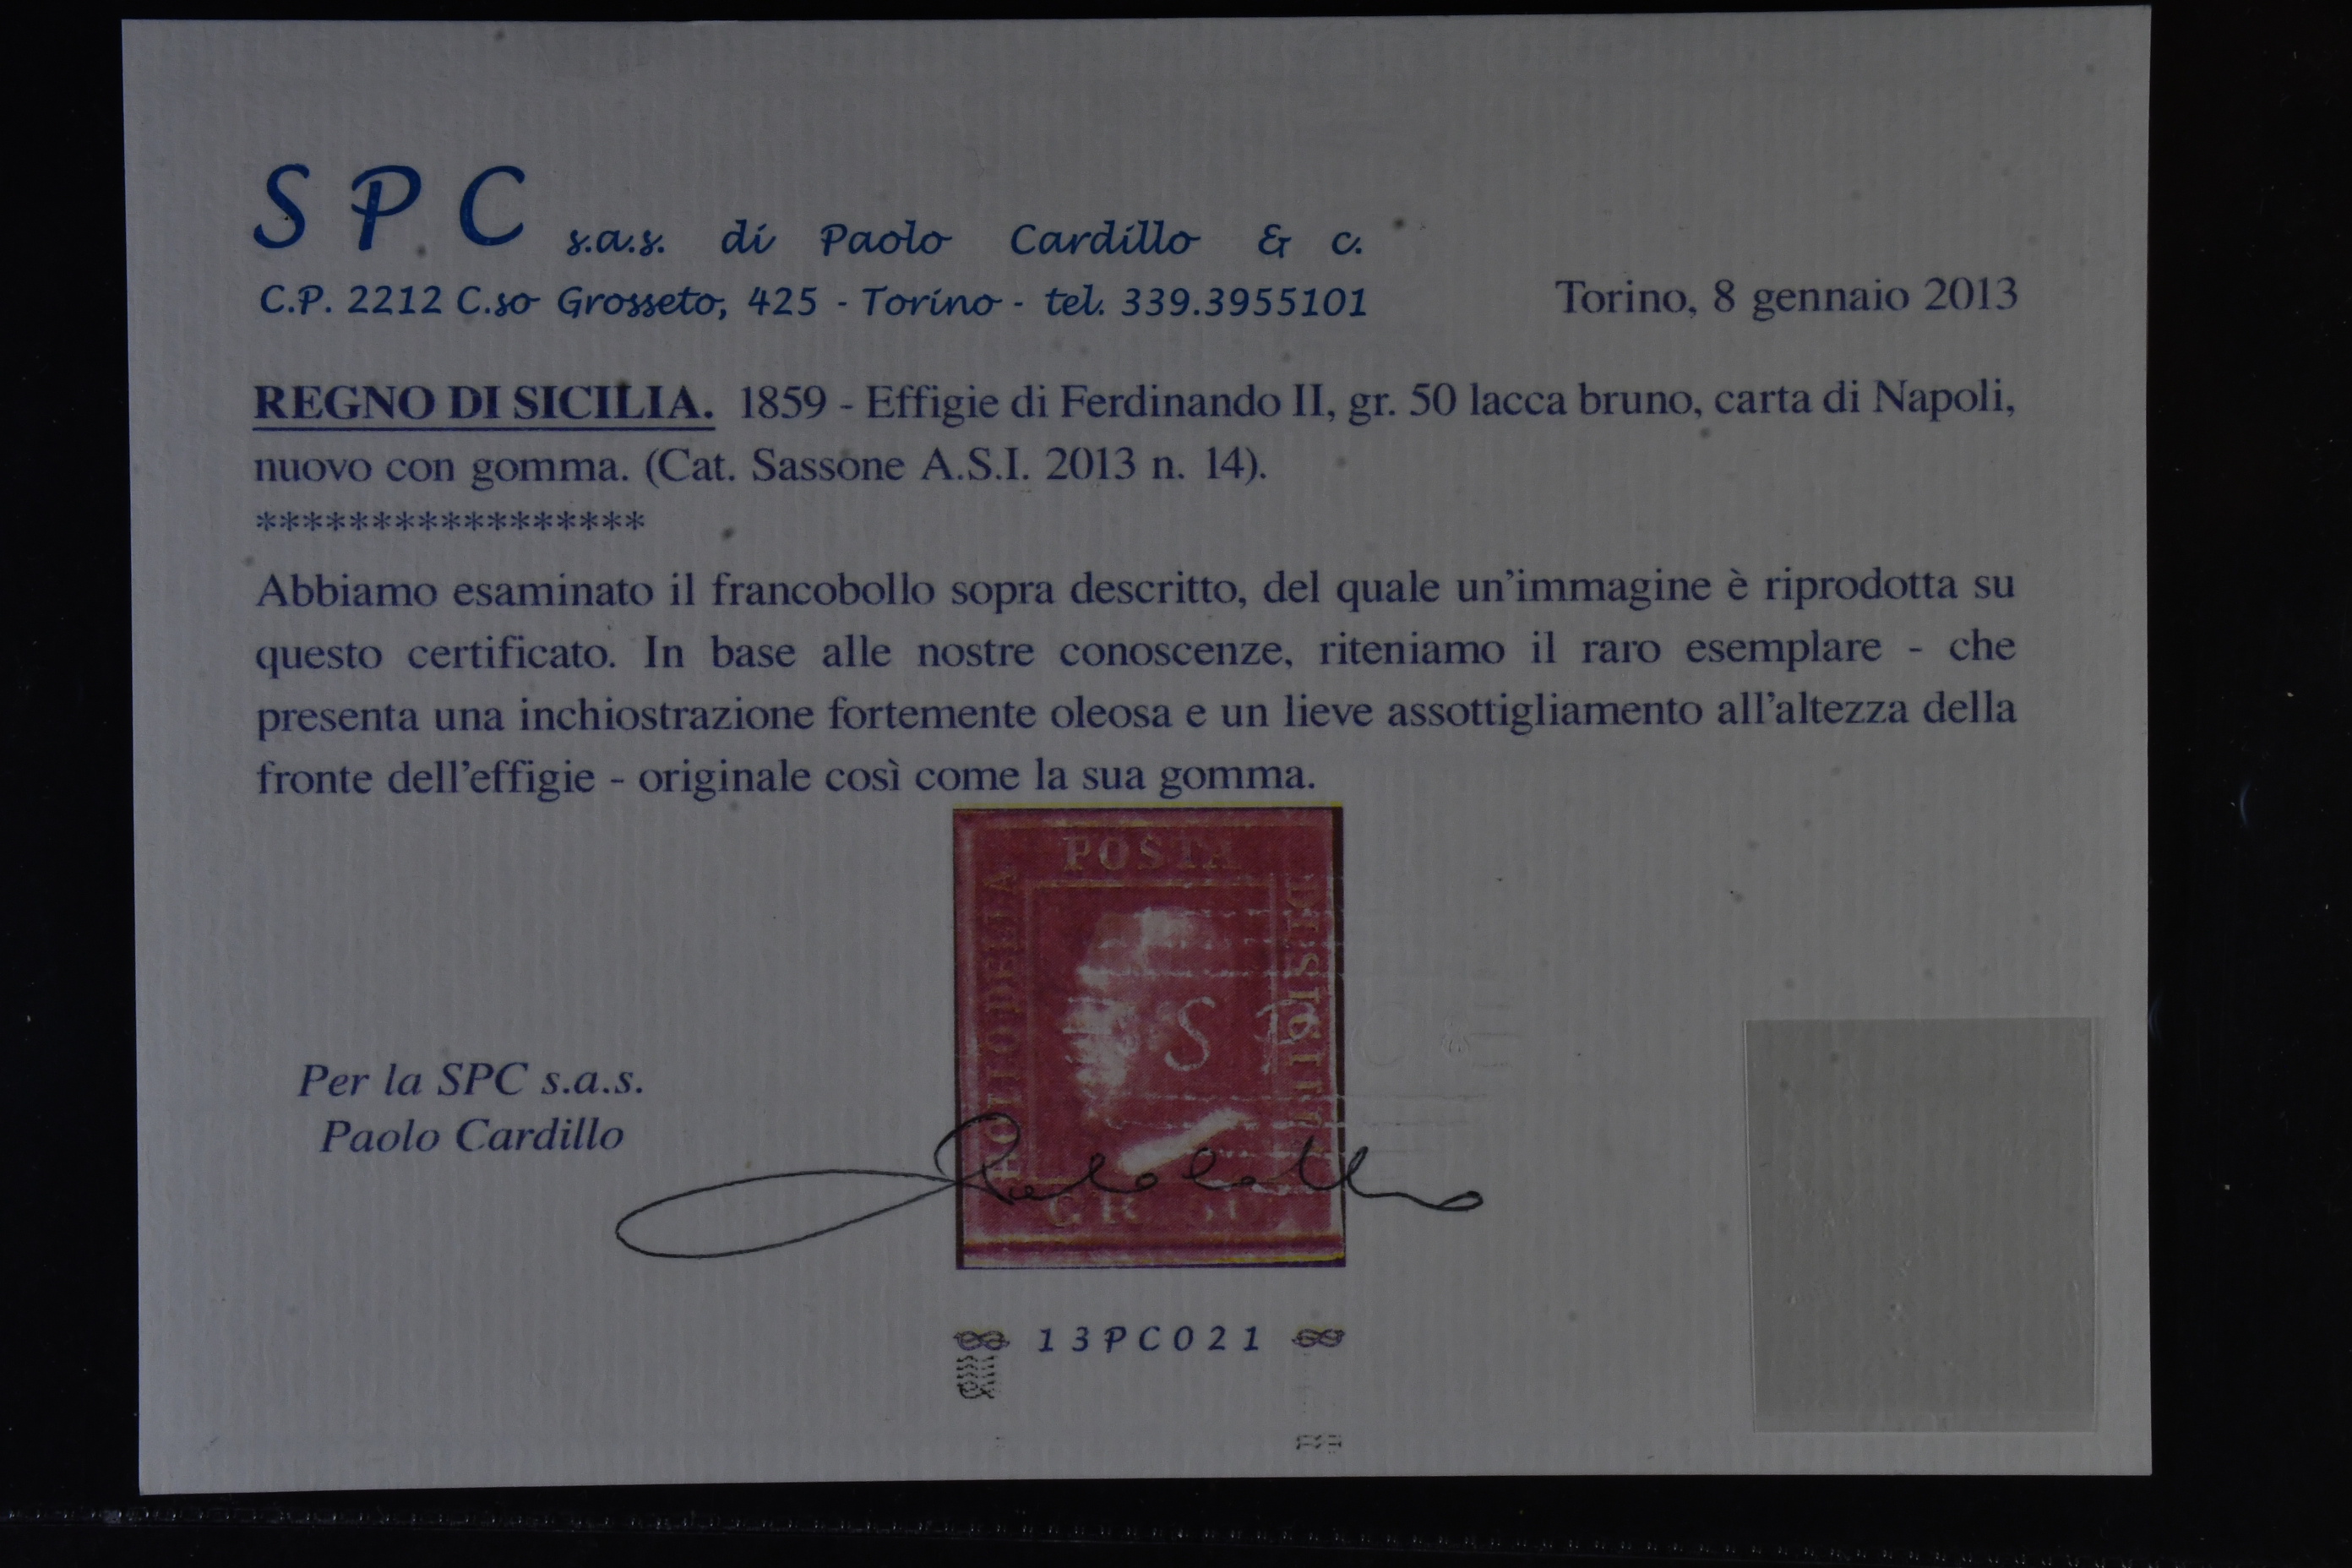 S P C s.a.s. di Paolo Cardillo & c.
C.P. 2212 C.so Grosseto, 425 - Torino - tel. 339.3955101
Torino, 8 gennaio 2013
REGNO DI SICILIA. 1859 - Effigie di Ferdinando II, gr. 50 lacca bruno, carta di Napoli,
nuovo con gomma. (Cat. Sassone A.S.I. 2013 n. 14).
*****************
Abbiamo esaminato il francobollo sopra descritto, del quale un'immagine è riprodotta su
questo certificato. In base alle nostre conoscenze, riteniamo il raro esemplare - che
presenta una inchiostrazione fortemente oleosa e un lieve assottigliamento all'altezza della
fronte dell'effigie - originale così come la sua gomma.
POSTA
BOLLO DELLA
DI SICILIA
GR. 50
Per la SPC s.a.s.
Paolo Cardillo
13PC021